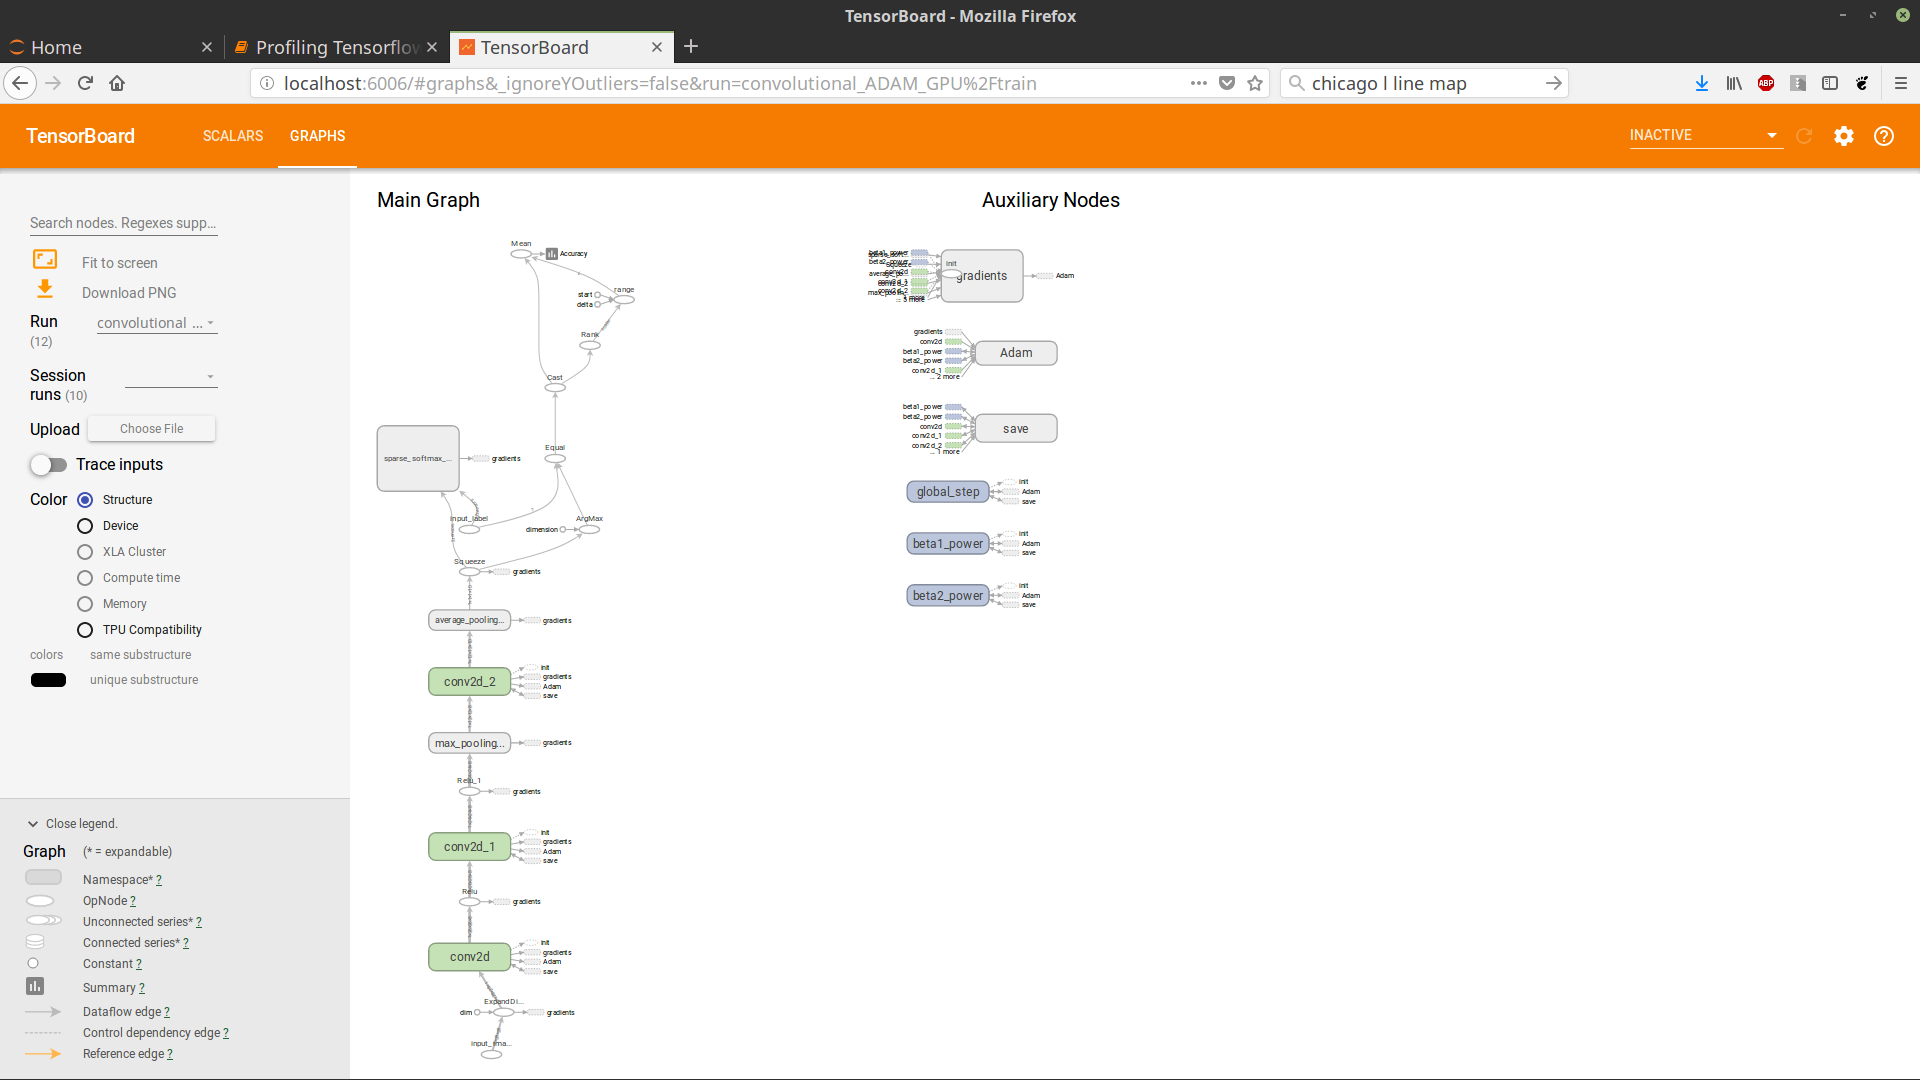 TensorBoard - Mozilla Firefox
Home
Profiling Tensorflow
TensorBoard
localhost:6006/#graphs&_ignoreYOutliers=false&run=convolutional_ADAM_GPU%2Ftrain
chicago l line map
ABP
TensorBoard
SCALARS
GRAPHS
INACTIVE
Search nodes. Regexes supp...
Fit to screen
Download PNG
Run
(12)
convolutional ...
Session
runs (10)
Upload
Choose File
Trace inputs
Color
Structure
Device
XLA Cluster
Compute time
Memory
TPU Compatibility
colors same substructure
unique substructure
Close legend.
Graph (* = expandable)
Namespace* ?
OpNode ?
Unconnected series* ?
Connected series* ?
Constant ?
Summary ?
Dataflow edge ?
Control dependency edge ?
Reference edge ?
Main Graph
Mean
Accuracy
range
start
delta
Rank
Cast
Equal
sparse_softmax_...
gradients
input_label
ArgMax
dimension
Squeeze
gradients
average_pooling...
gradients
conv2d_2
init
gradients
Adam
save
max_pooling...
gradients
Relu_1
gradients
conv2d_1
init
gradients
Adam
save
Relu
gradients
conv2d
init
gradients
Adam
save
ExpandDi...
dim
gradients
input_ima...
Auxiliary Nodes
init
gradients
Adam
gradients
conv2d
beta1_power
beta2_power
conv2d_1
... 2 more
Adam
beta1_power
beta2_power
conv2d
conv2d_1
conv2d_2
... 1 more
save
global_step
init
Adam
save
beta1_power
init
Adam
save
beta2_power
init
Adam
save